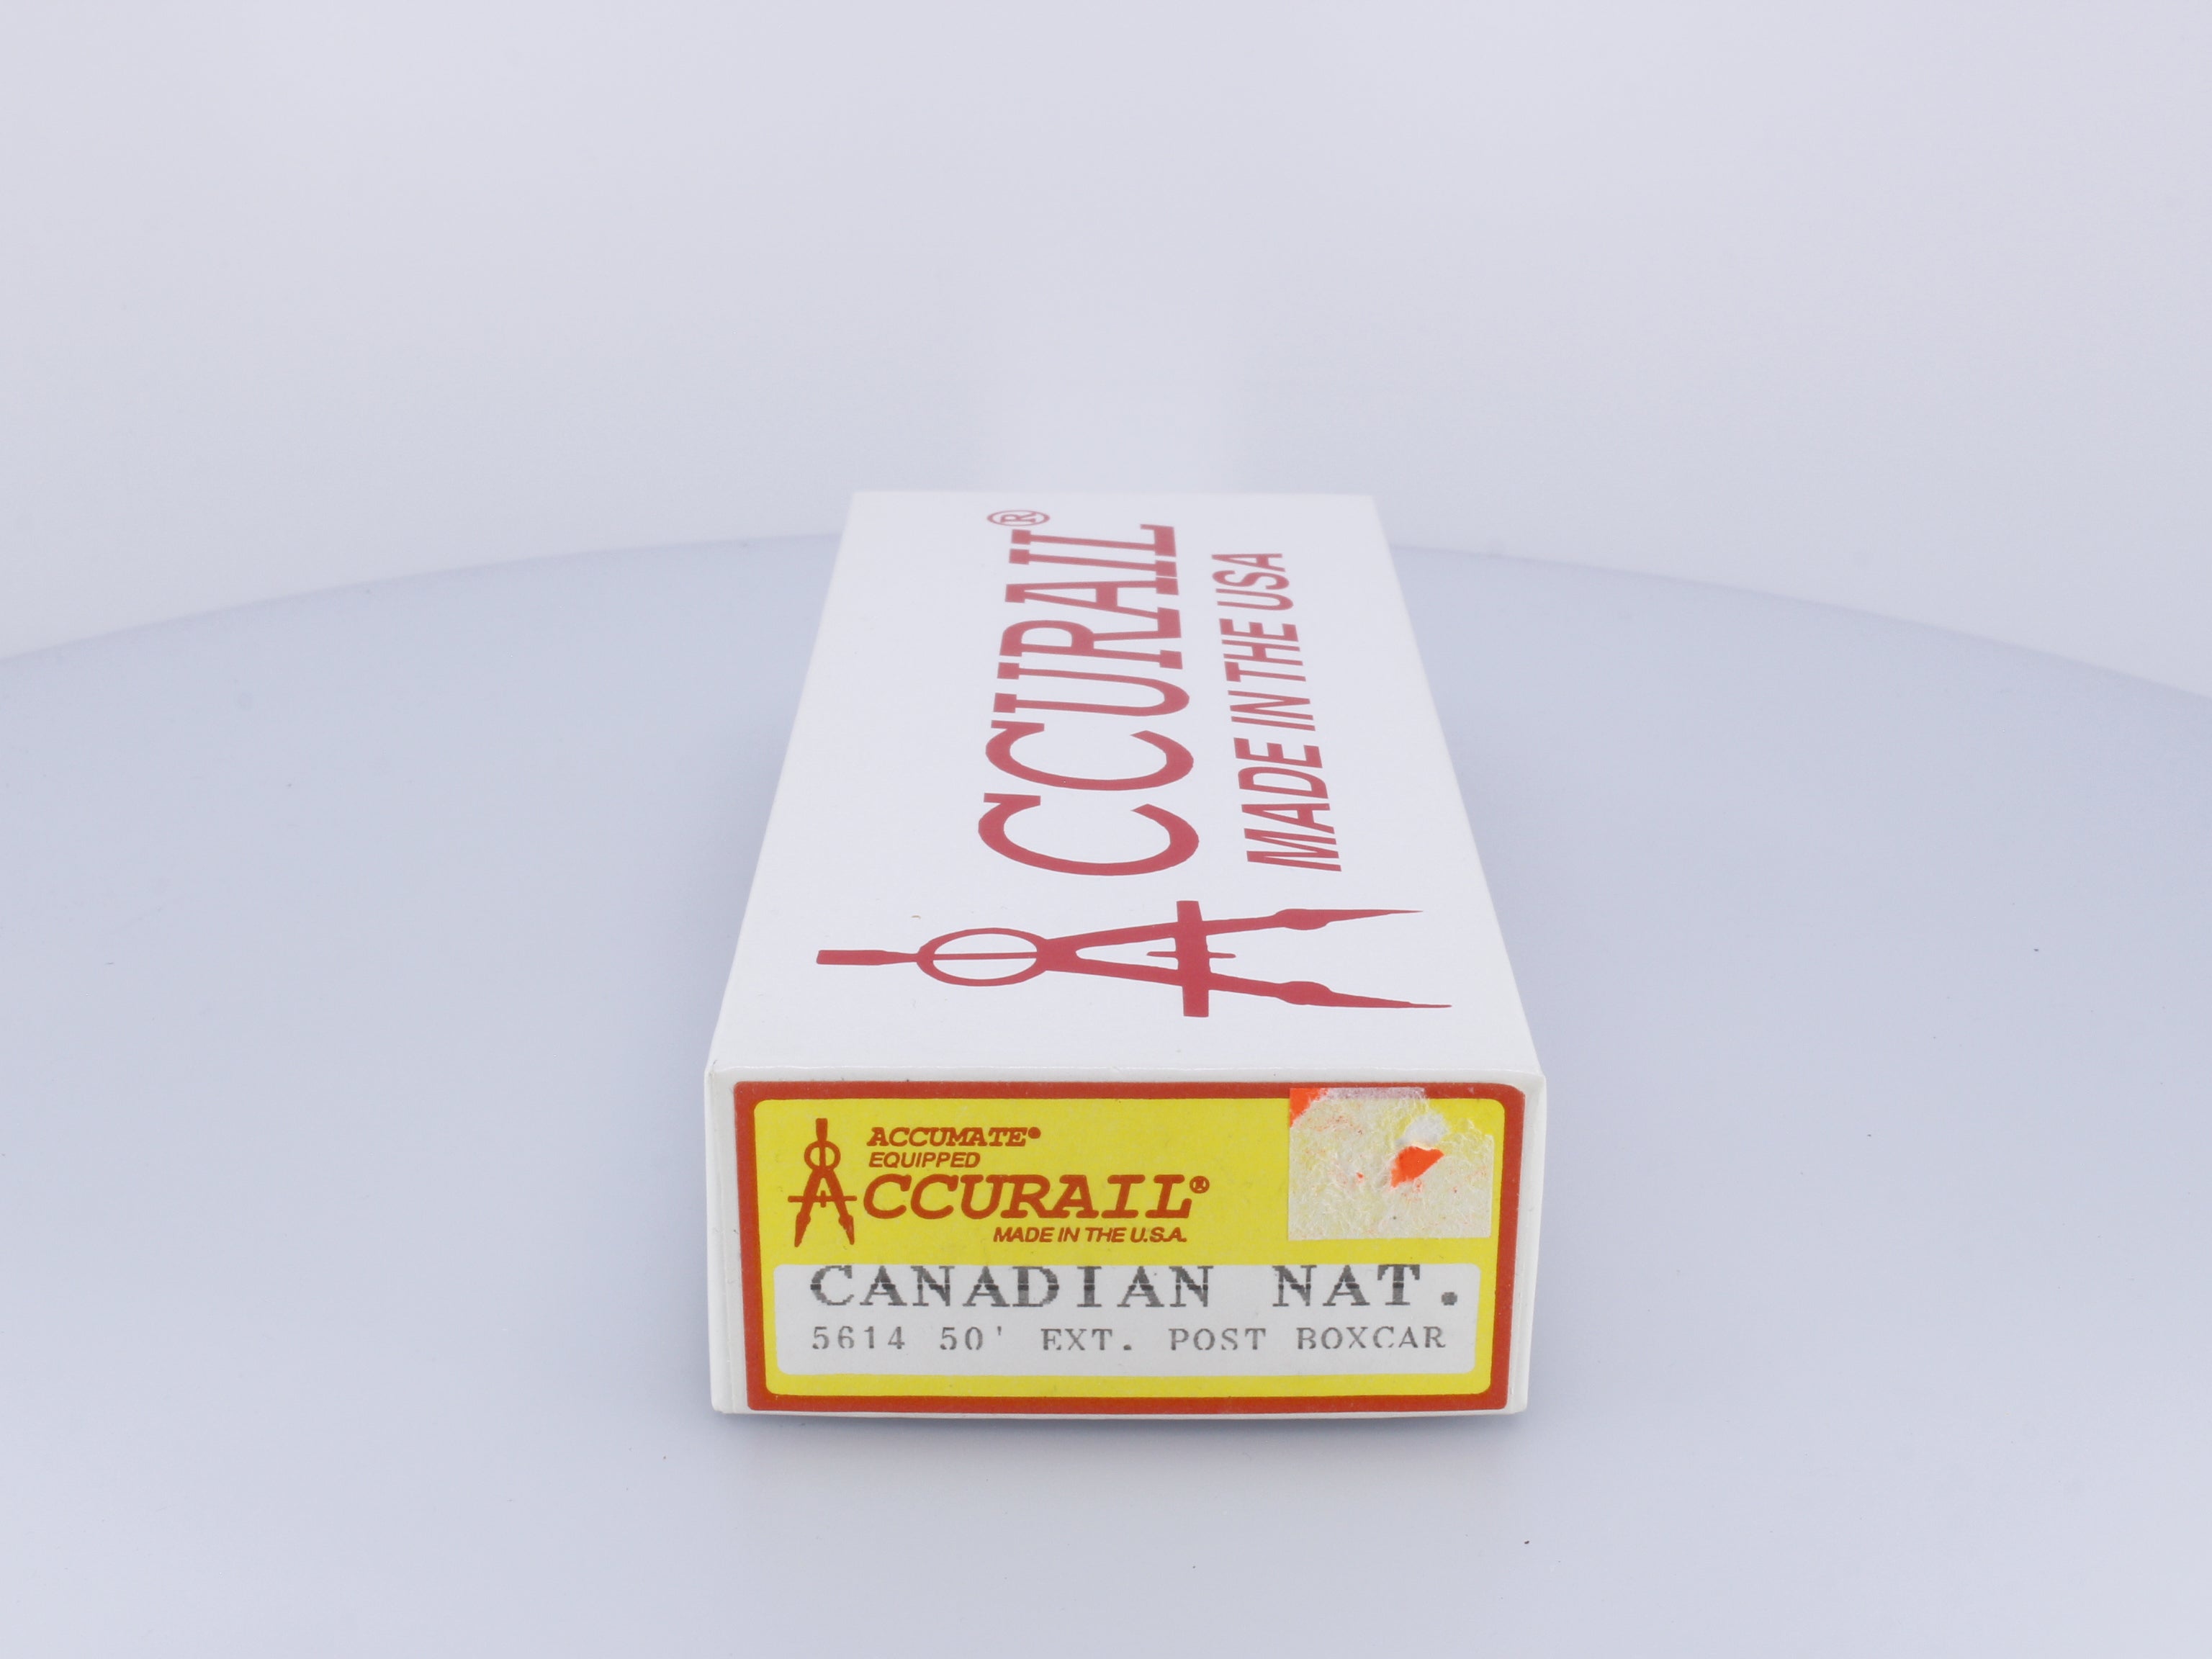 ACCURAIL®
MADE IN THE USA
ACCUMATE®
EQUIPPED
ACCURAIL®
MADE IN THE U.S.A.
CANADIAN NAT.
5614 50' EXT. POST BOXCAR